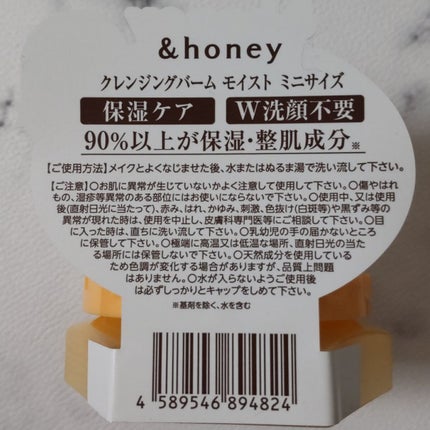 &honey
クレンジングバーム モイスト ミニサイズ
保湿ケア W洗顔不要
90%以上が保湿・整肌成分※
【ご使用方法】メイクとよくなじませた後、水またはぬるま湯で洗い流して下さい。
【ご注意】○お肌に異常が生じていないかよく注意して使用して下さい。○傷やはれ
もの、湿疹等異常のある部位にはお使いにならないで下さい。○使用中、又は使用
後(直射日光に当たって)、赤み、はれ、かゆみ、刺激、色抜け(白斑等)や黒ずみ等の
異常が現れた時は、使用を中止し、皮膚科専門医等にご相談して下さい。○目
に入った時は、直ちに洗い流して下さい。○乳幼児の手の届かないところ
に保管して下さい。○極端に高温又は低温な場所、直射日光の当た
る場所には保管しないで下さい。○天然成分を使用している
ため色調が変化する場合がありますが、品質上問題
はありません。○水が入らないようご使用後
は必ずしっかりとキャップをしめて下さい。
※基剤を除く、水を含む
4 589546 894824